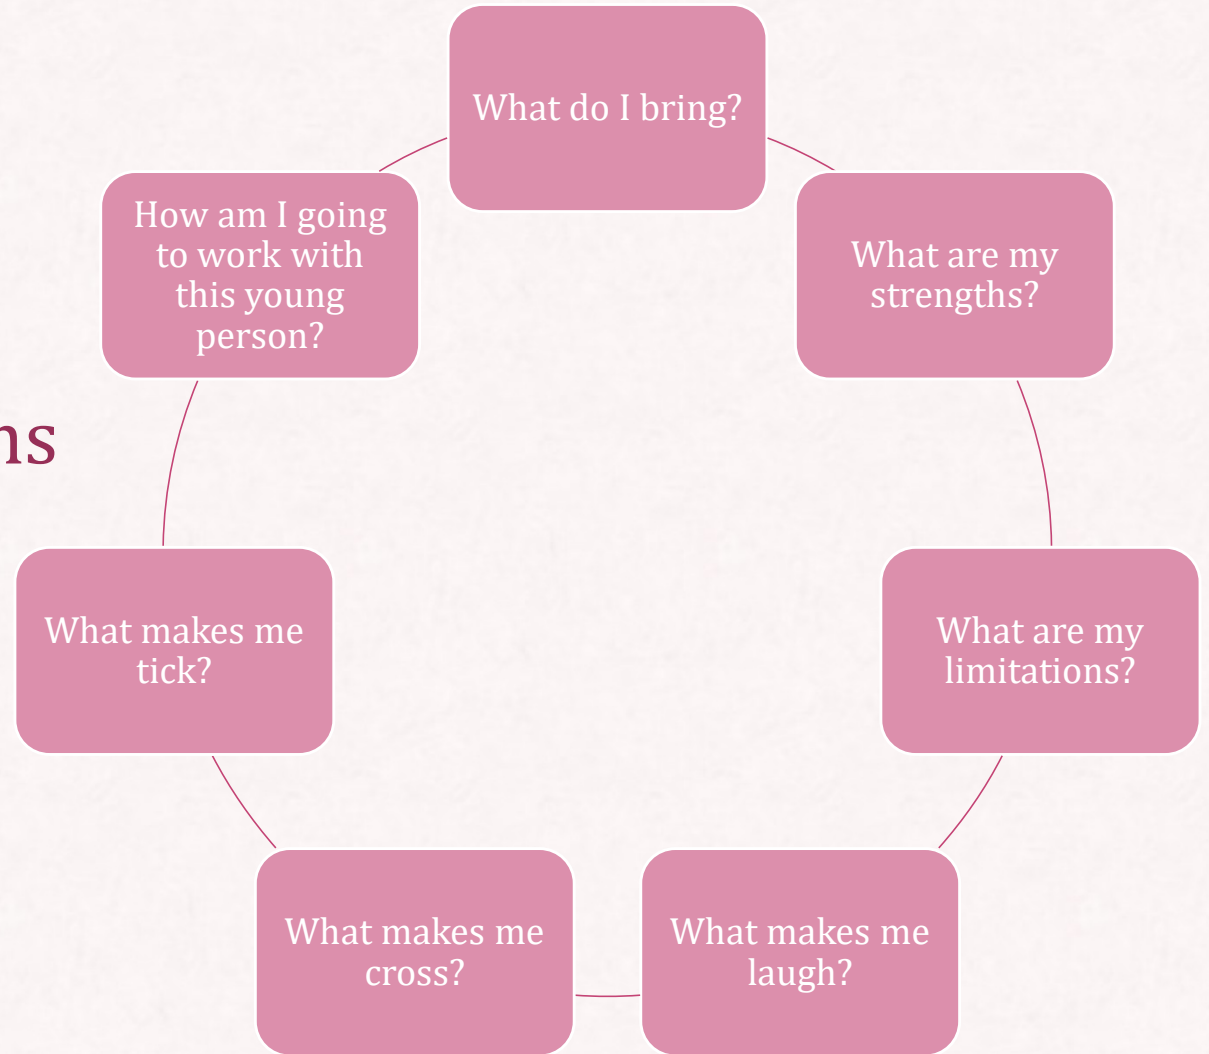 What do I bring?
What are my
strengths?
What are my
limitations?
What makes me
laugh?
What makes me
cross?
What makes me
tick?
How am I going
to work with
this young
person?